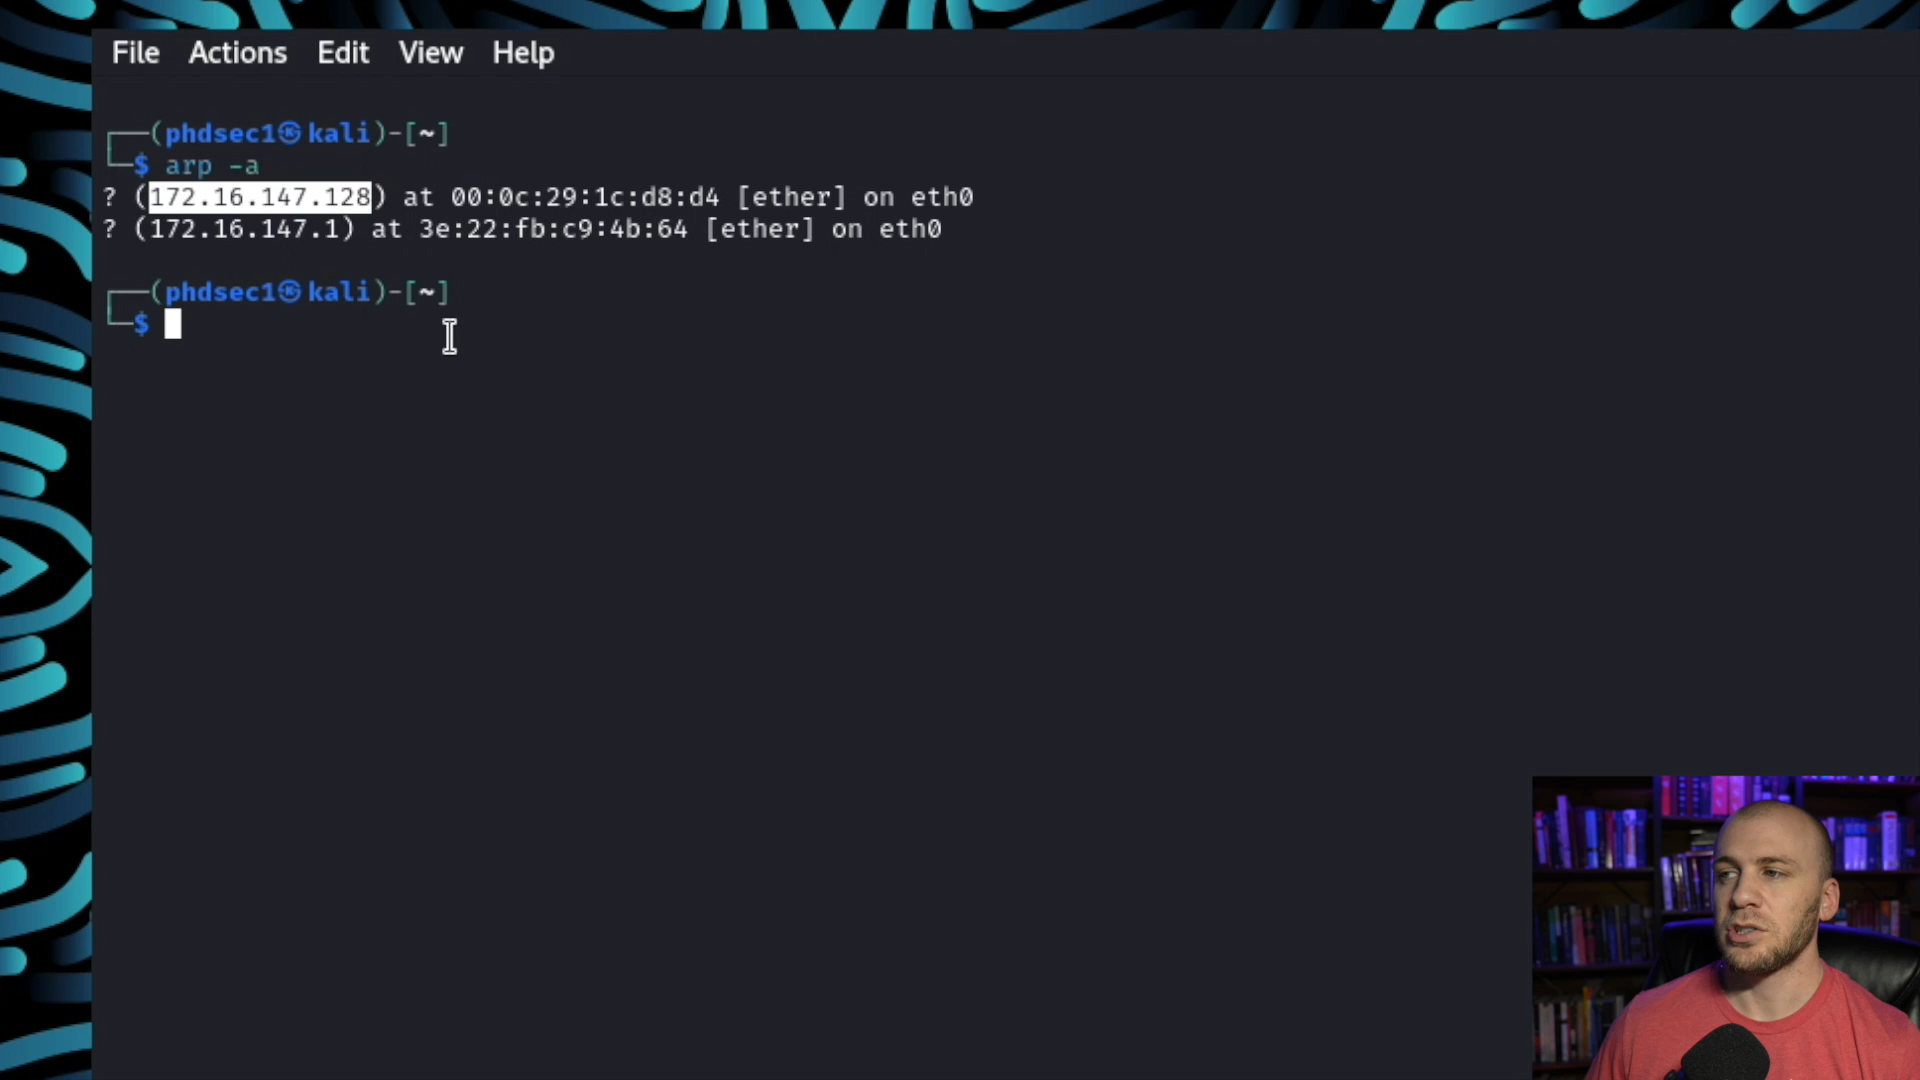 File Actions Edit View Help
┌──(phdsec1㉿kali)-[~]
└─$ arp -a
? (172.16.147.128) at 00:0c:29:1c:d8:d4 [ether] on eth0
? (172.16.147.1) at 3e:22:fb:c9:4b:64 [ether] on eth0
┌──(phdsec1㉿kali)-[~]
└─$